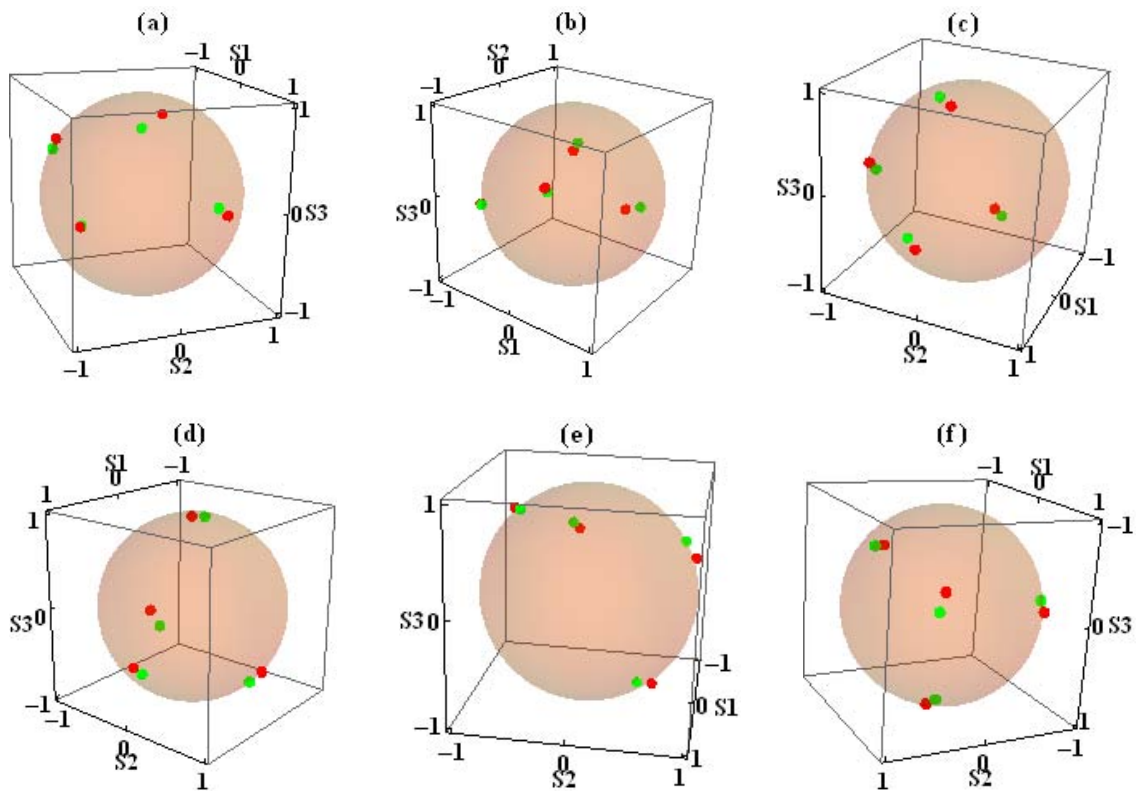 (a) (b) (c)
−1 S1 0 1 1 0 S3 −1 1 0 S2 −1
S2 −1 0 1 1 S3 0 −1 −1 0 S1 1
1 S3 0 −1 −1 0 S2 1 1 0 S1 −1
(d) (e) (f)
S1 1 0 −1 1 S3 0 −1 −1 0 S2 1
1 S3 0 −1 −1 0 S2 1 1 0 S1 −1
−1 S1 0 1 −1 0 S3 1 −1 0 S2 1